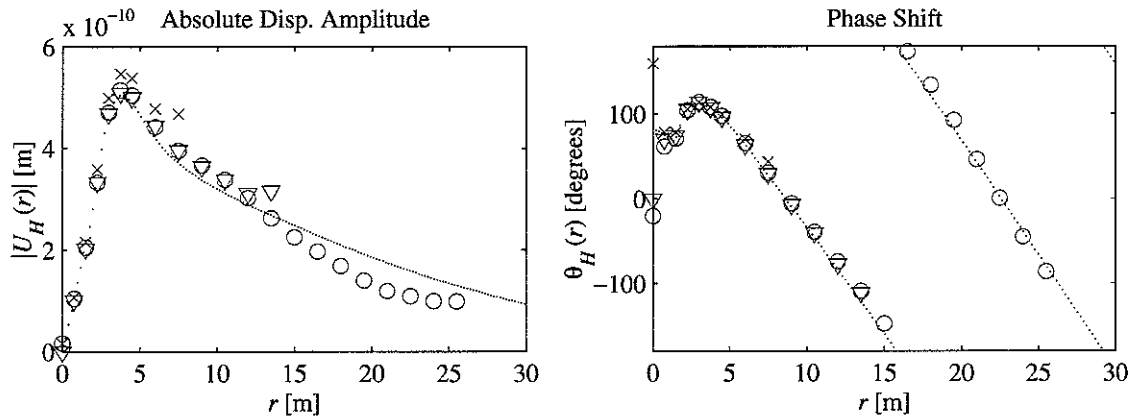 Absolute Disp. Amplitude
x 10⁻¹⁰
6
4
2
0
|U_H(r)| [m]
0 5 10 15 20 25 30
r [m]
Phase Shift
100
0
−100
θ_H(r) [degrees]
0 5 10 15 20 25 30
r [m]